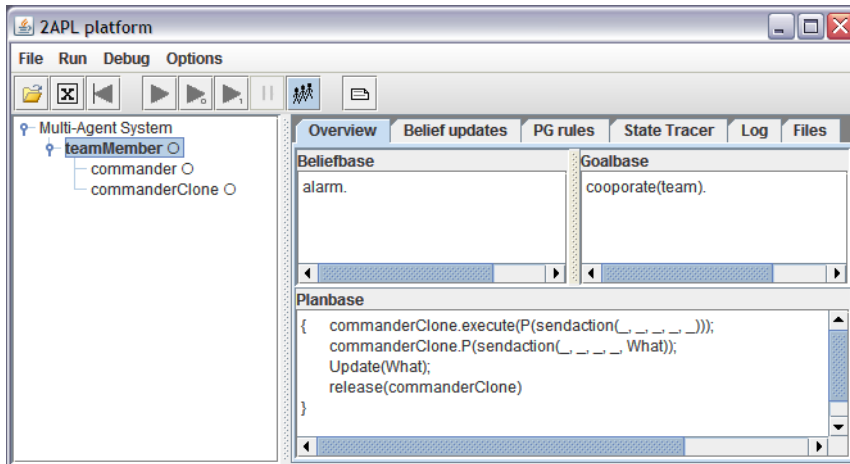 2APL platform
File Run Debug Options
Multi-Agent System
teamMember
commander
commanderClone
Overview Belief updates PG rules State Tracer Log Files
Beliefbase Goalbase
alarm. cooporate(team).
Planbase
{ commanderClone.execute(P(sendaction(_, _, _, _, _)));
commanderClone.P(sendaction(_, _, _, _, What));
Update(What);
release(commanderClone)
}